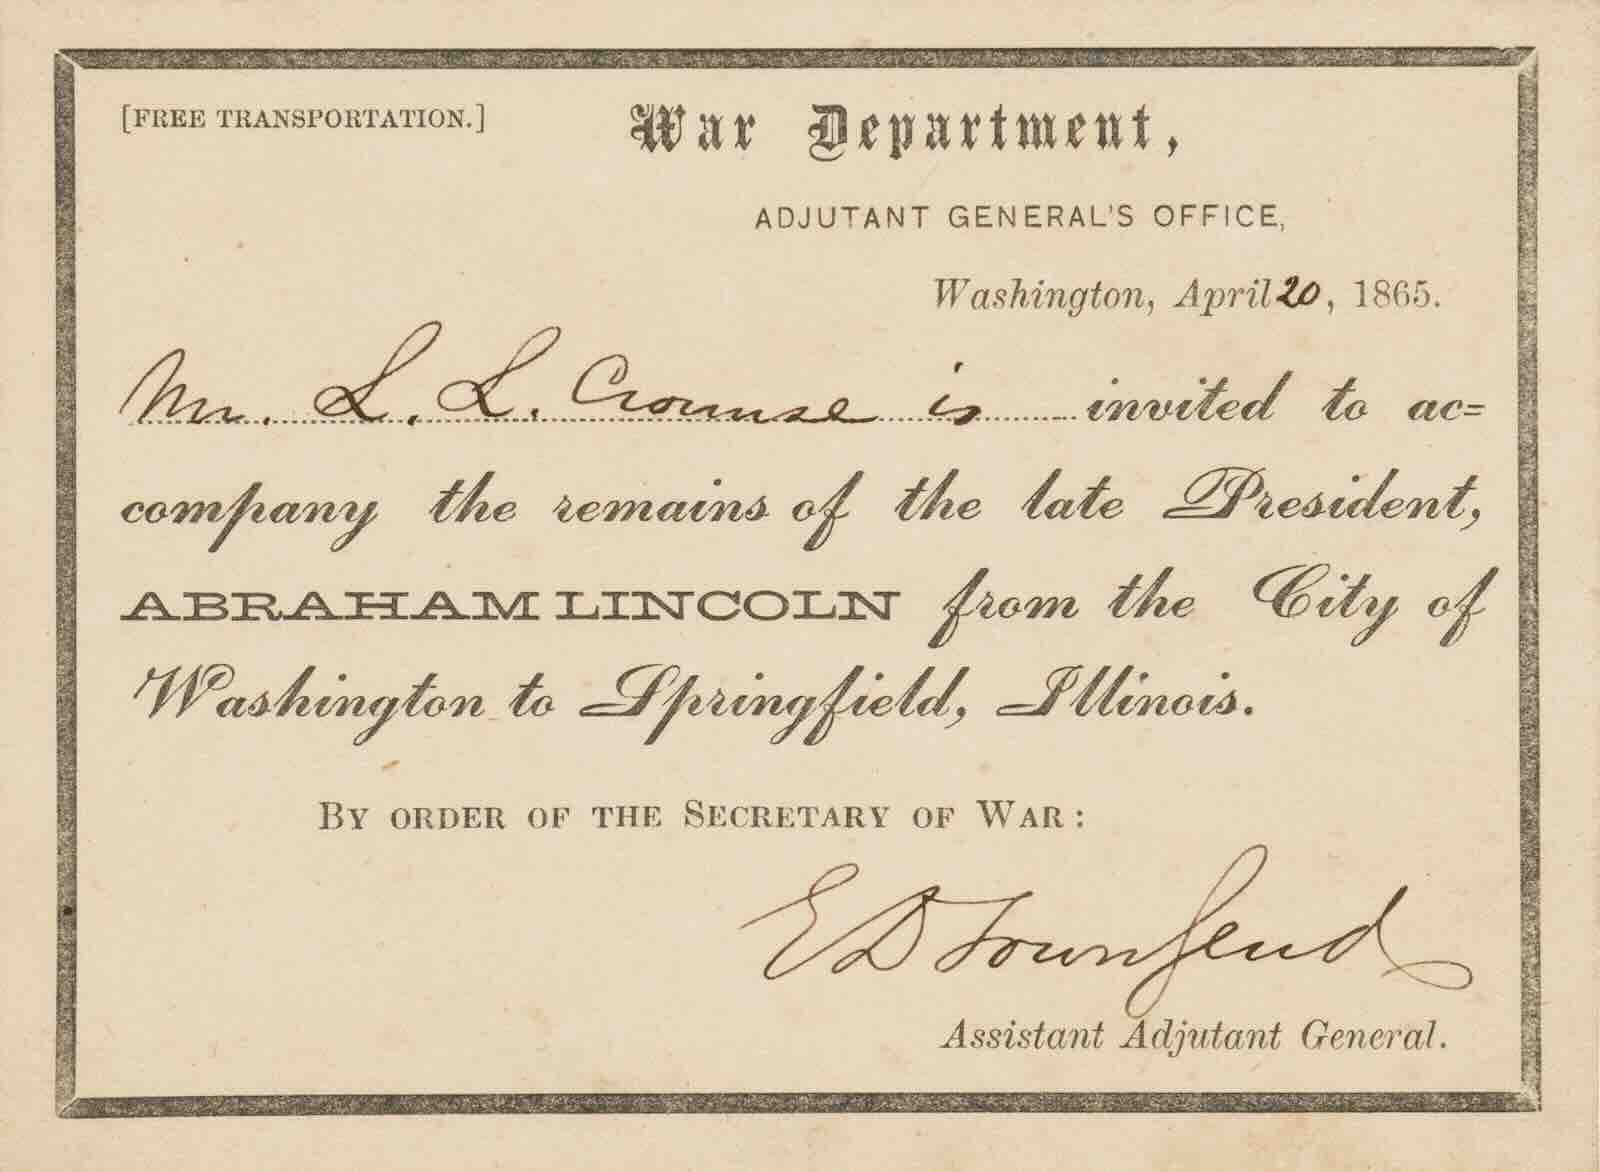 [FREE TRANSPORTATION.]
War Department,
ADJUTANT GENERAL'S OFFICE,
Washington, April 20, 1865.
Mr. L. L. Crounse is invited to ac=
company the remains of the late President,
ABRAHAM LINCOLN from the City of
Washington to Springfield, Illinois.
BY ORDER OF THE SECRETARY OF WAR:
E D Townsend
Assistant Adjutant General.